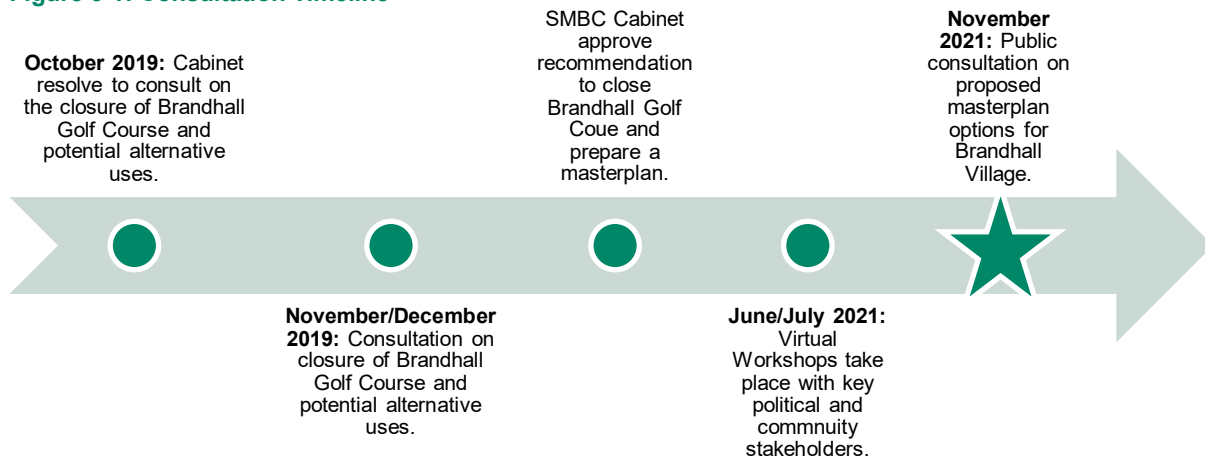 Figure Consultation Timeline
October 2019: Cabinet
resolve to consult on
the closure of Brandhall
Golf Course and
potential alternative
uses.
November/December
2019: Consultation on
closure of Brandhall
Golf Course and
potential alternative
uses.
SMBC Cabinet
approve
recommendation
to close
Brandhall Golf
Coue and
prepare a
masterplan.
June/July 2021:
Virtual
Workshops take
place with key
political and
commnuity
stakeholders.
November
2021: Public
consultation on
proposed
masterplan
options for
Brandhall
Village.